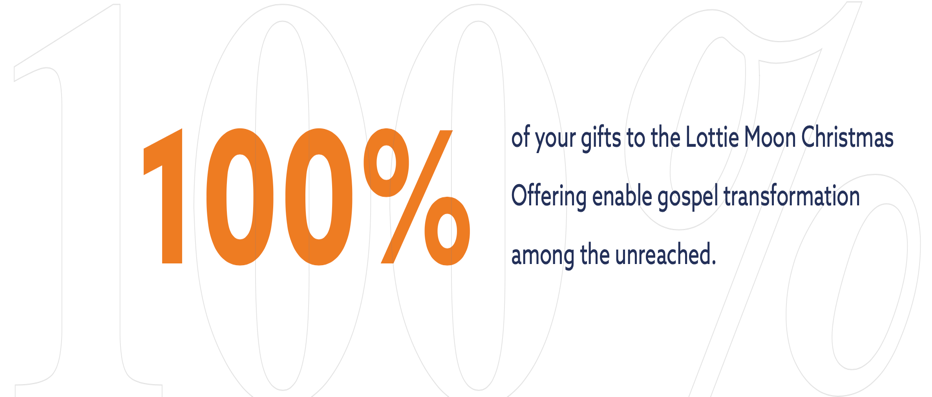 100%
of your gifts to the Lottie Moon Christmas
Offering enable gospel transformation
among the unreached.